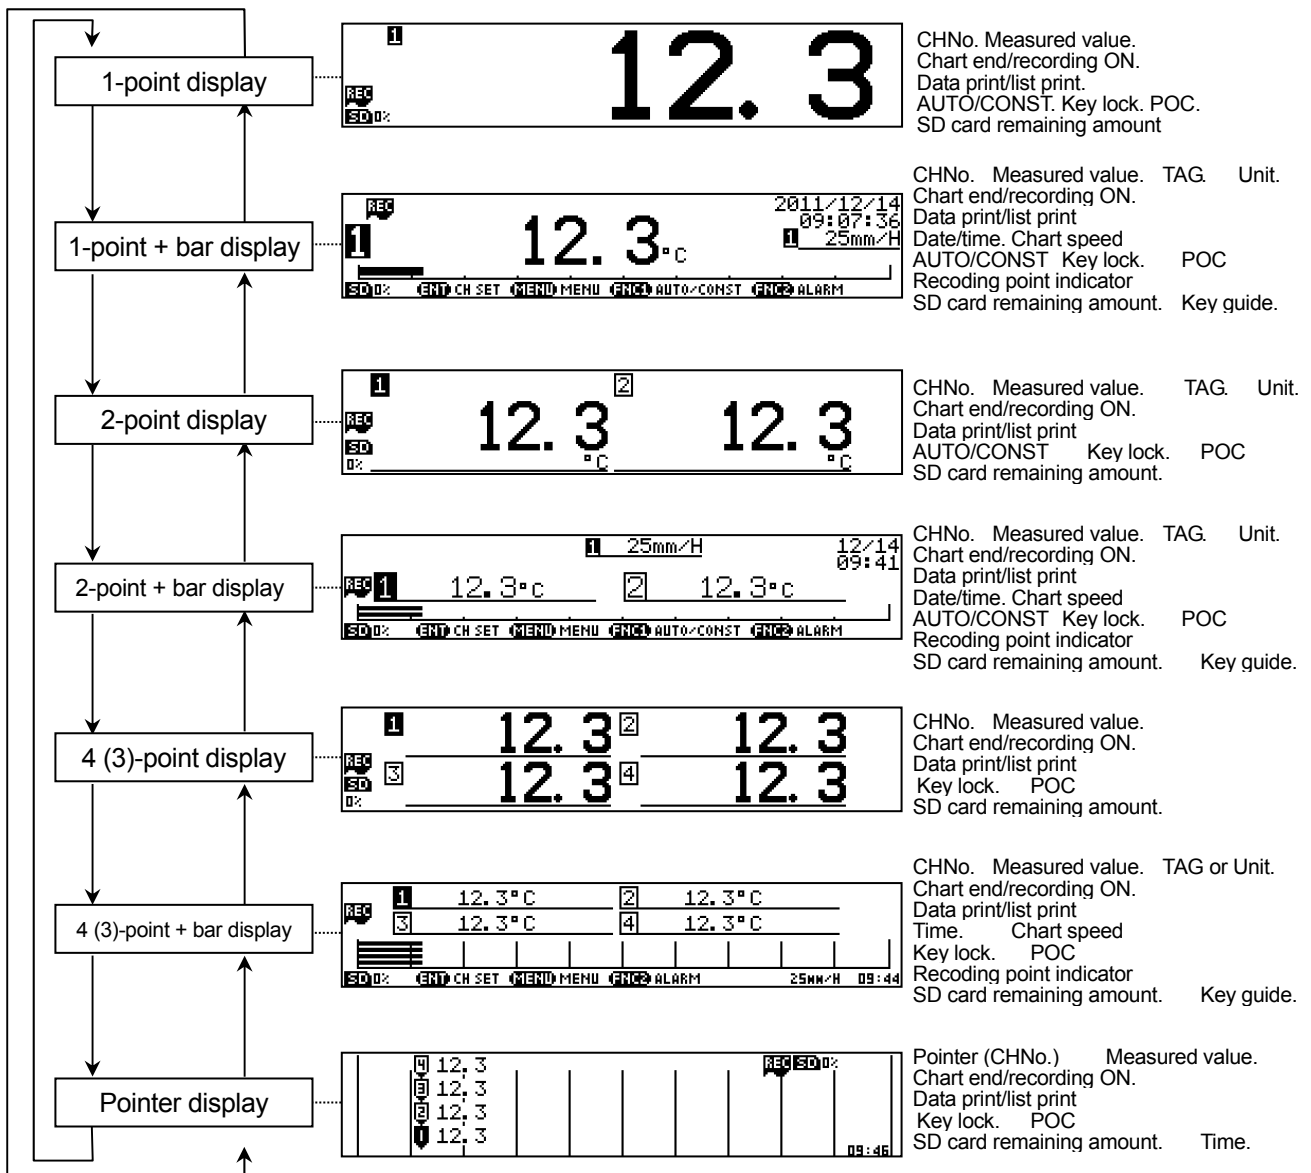 1-point display
1
12. 3
REC
SD 0%
CHNo. Measured value.
Chart end/recording ON.
Data print/list print.
AUTO/CONST. Key lock. POC.
SD card remaining amount
1-point + bar display
REC
1
12. 3°C
2011/12/14
09:07:36
1 25mm/H
SD 0% ENT CH SET MENU MENU FNC1 AUTO/CONST FNC2 ALARM
CHNo. Measured value. TAG. Unit.
Chart end/recording ON.
Data print/list print
Date/time. Chart speed
AUTO/CONST Key lock. POC
Recoding point indicator
SD card remaining amount. Key guide.
2-point display
1 2
REC
12. 3 12. 3
SD
0% °C °C
CHNo. Measured value. TAG. Unit.
Chart end/recording ON.
Data print/list print
AUTO/CONST Key lock. POC
SD card remaining amount.
2-point + bar display
1 25mm/H 12/14
09:41
REC 1 12. 3°C 2 12. 3°C
SD 0% ENT CH SET MENU MENU FNC1 AUTO/CONST FNC2 ALARM
CHNo. Measured value. TAG. Unit.
Chart end/recording ON.
Data print/list print
Date/time. Chart speed
AUTO/CONST Key lock. POC
Recoding point indicator
SD card remaining amount. Key guide.
4 (3)-point display
1 12. 3 2 12. 3
REC
3 12. 3 4 12. 3
SD
0%
CHNo. Measured value.
Chart end/recording ON.
Data print/list print
Key lock. POC
SD card remaining amount.
4 (3)-point + bar display
1 12. 3°C 2 12. 3°C
REC
3 12. 3°C 4 12. 3°C
SD 0% ENT CH SET MENU MENU FNC2 ALARM 25MM/H 09:44
CHNo. Measured value. TAG or Unit.
Chart end/recording ON.
Data print/list print
Time. Chart speed
Key lock. POC
Recoding point indicator
SD card remaining amount. Key guide.
Pointer display
4 12. 3 REC SD 0%
3 12. 3
2 12. 3
1 12. 3
09:46
Pointer (CHNo.) Measured value.
Chart end/recording ON.
Data print/list print
Key lock. POC
SD card remaining amount. Time.